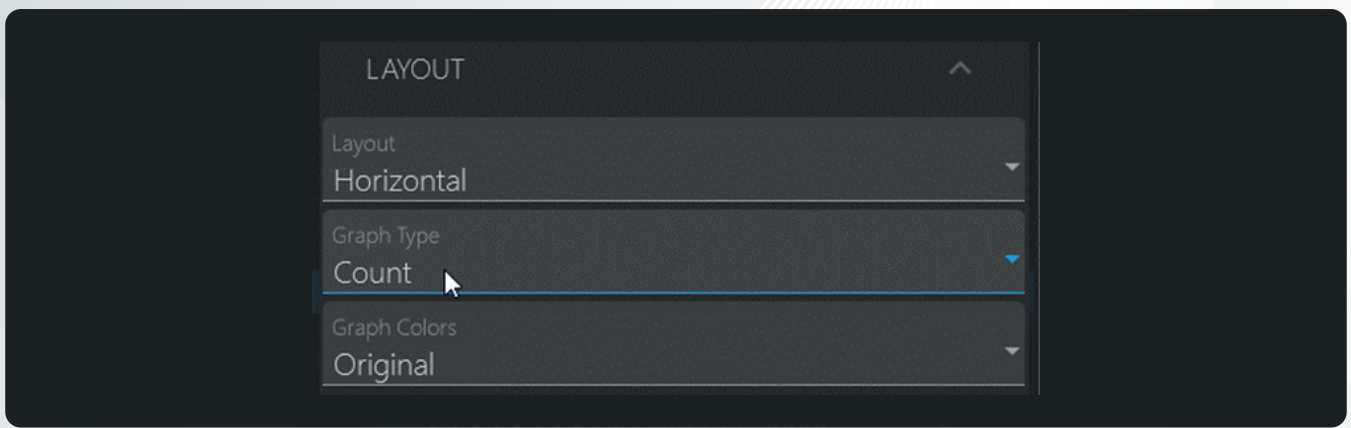 LAYOUT
Layout
Horizontal
Graph Type
Count
Graph Colors
Original